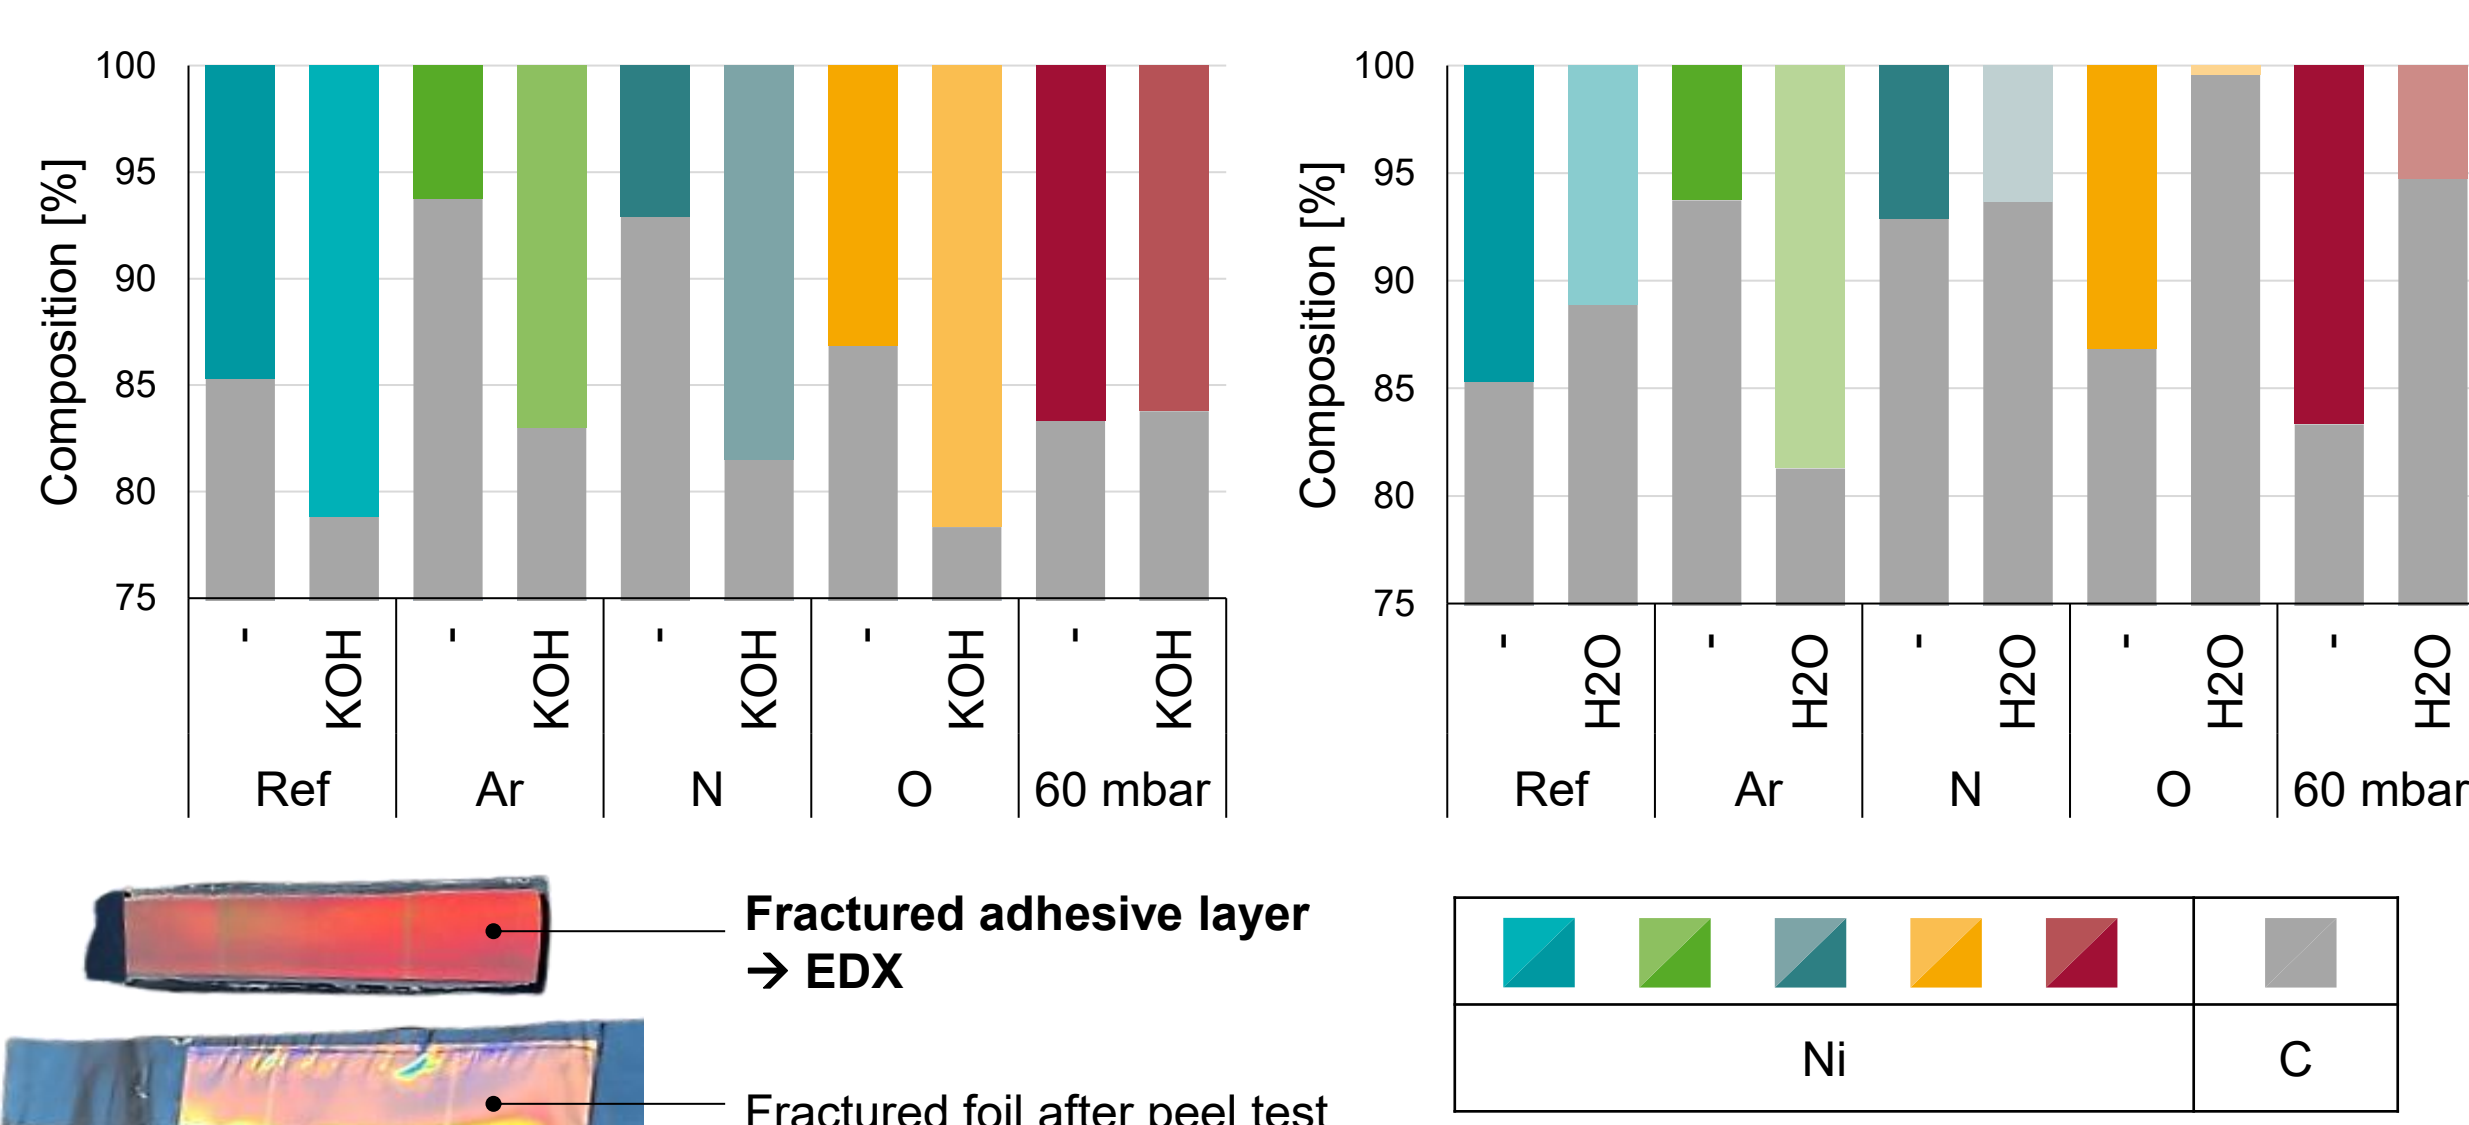 100
95
90
85
80
75
Composition [%]
- KOH - KOH - KOH - KOH - KOH
Ref Ar N O 60 mbar
100
95
90
85
80
75
Composition [%]
- H2O - H2O - H2O - H2O - H2O
Ref Ar N O 60 mbar
Fractured adhesive layer
→ EDX
Fractured foil after peel test
Ni C